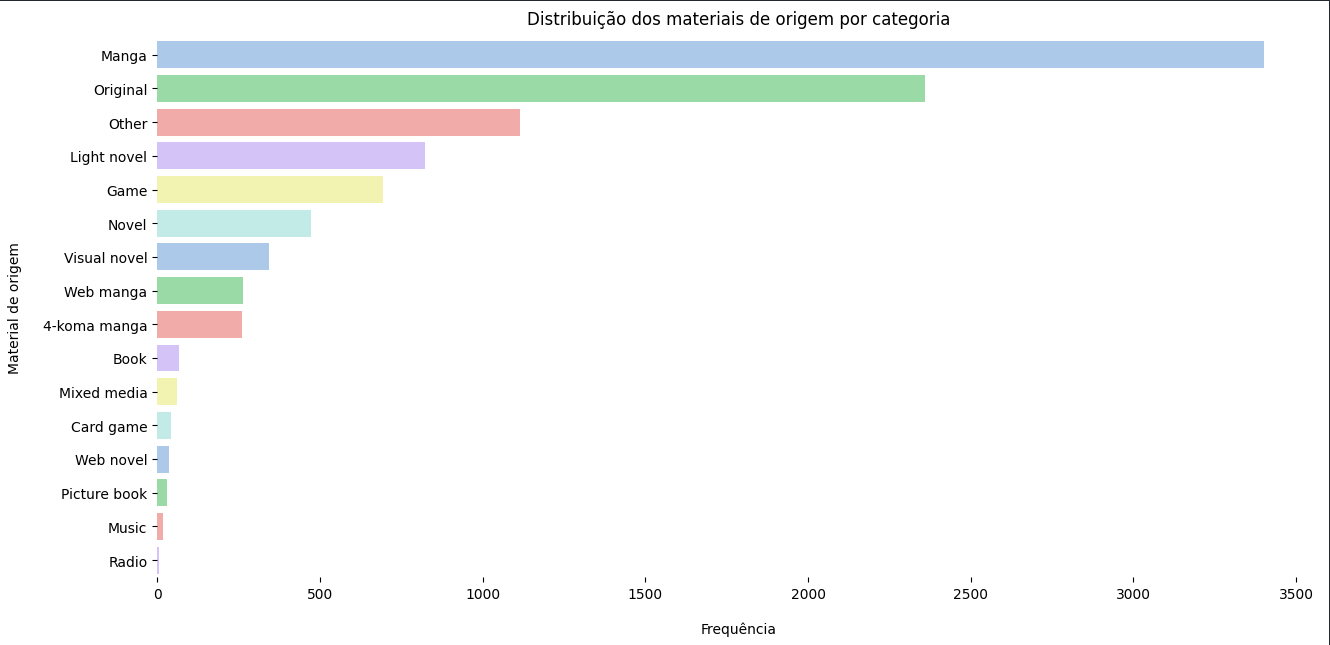 Distribuição dos materiais de origem por categoria
Material de origem
Manga
Original
Other
Light novel
Game
Novel
Visual novel
Web manga
4-koma manga
Book
Mixed media
Card game
Web novel
Picture book
Music
Radio
0 500 1000 1500 2000 2500 3000 3500
Frequência